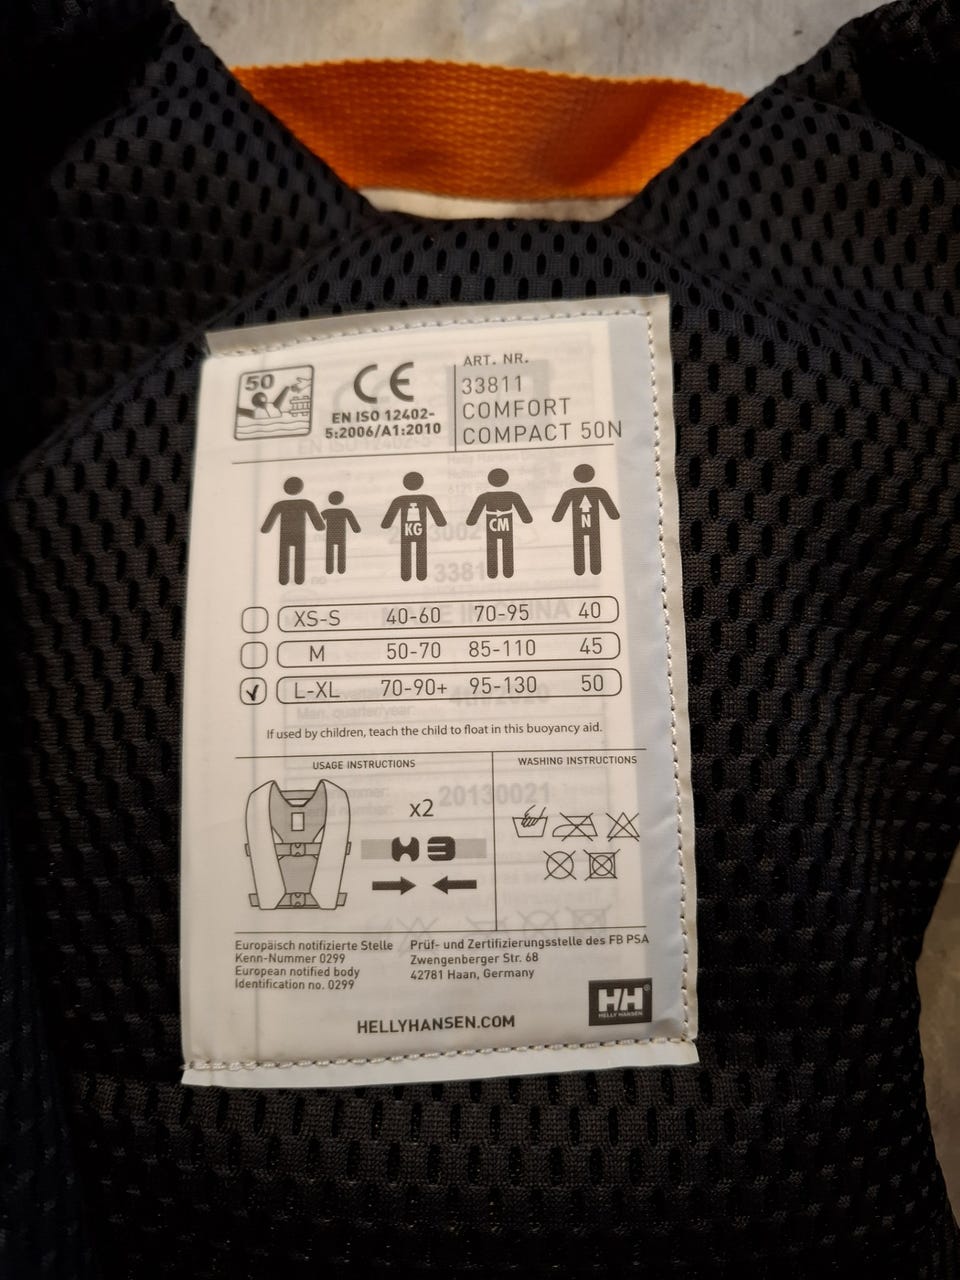 50
CE
EN ISO 12402-
5:2006/A1:2010
ART. NR.
33811
COMFORT
COMPACT 50N
KG
CM
N
XS-S 40-60 70-95 40
M 50-70 85-110 45
✓ L-XL 70-90+ 95-130 50
If used by children, teach the child to float in this buoyancy aid.
USAGE INSTRUCTIONS
x2
WASHING INSTRUCTIONS
Europäisch notifizierte Stelle
Kenn-Nummer 0299
European notified body
Identification no. 0299
Prüf- und Zertifizierungsstelle des FB PSA
Zwengenberger Str. 68
42781 Haan, Germany
H/H®
HELLY HANSEN
HELLYHANSEN.COM